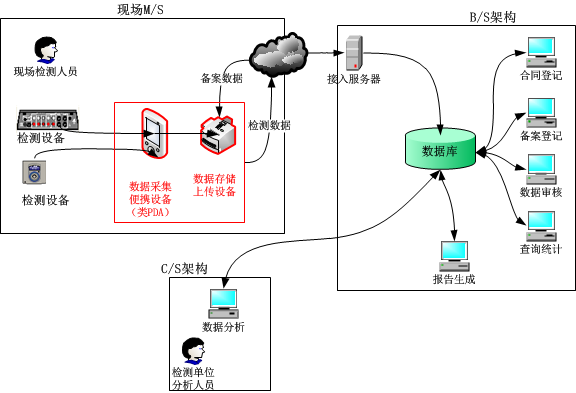 现场M/S
B/S架构
现场检测人员
备案数据
接入服务器
合同登记
检测设备
检测数据
备案登记
数据库
数据采集
便携设备
（类PDA）
数据存储
上传设备
检测设备
数据审核
查询统计
报告生成
C/S架构
数据分析
检测单位
分析人员